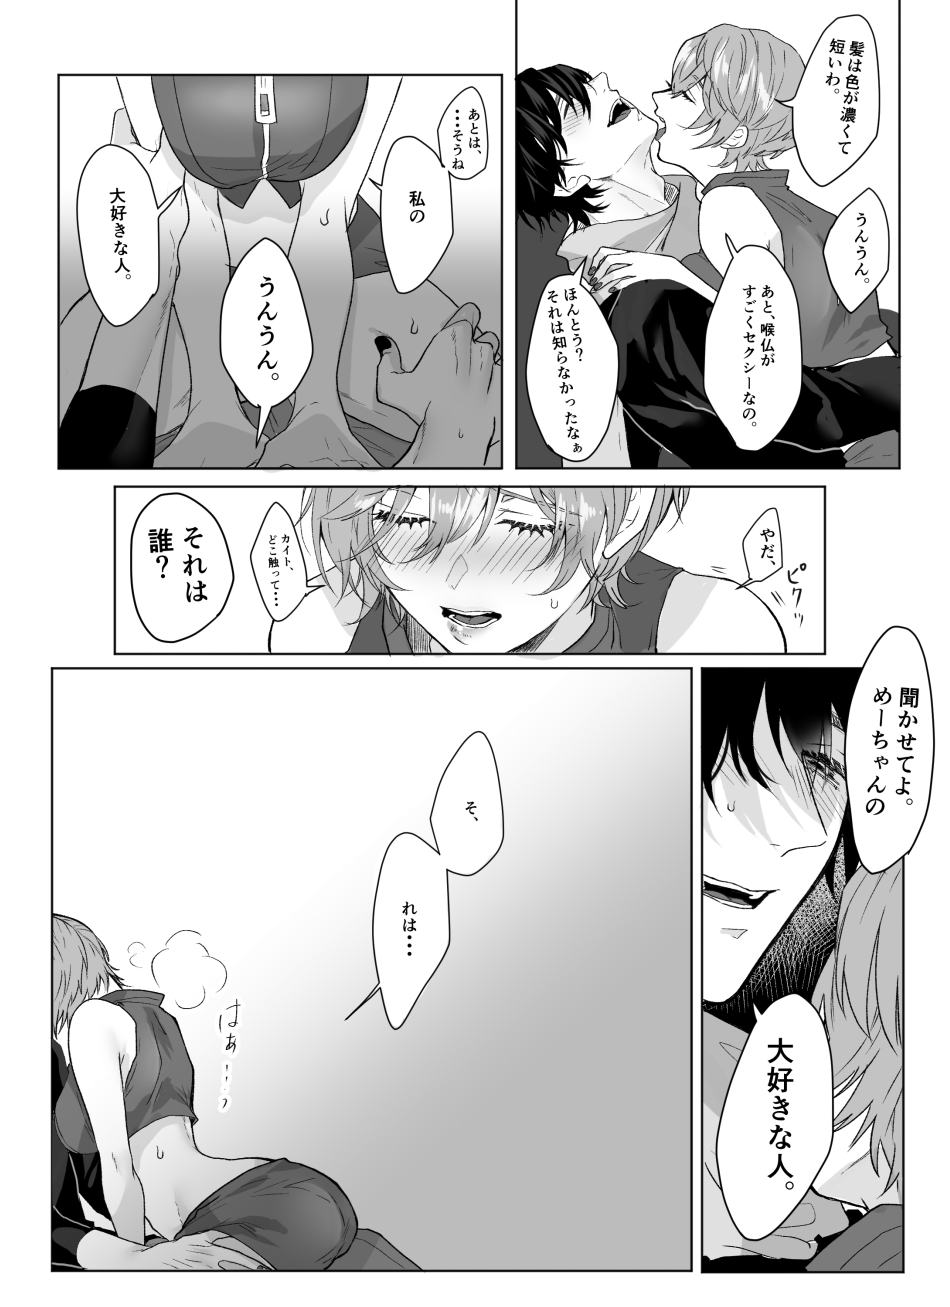 髪は色が濃くて
短いわ。
うんうん。
あと、喉仏が
すごくセクシーなの。
ほんとう？
それは知らなかったなぁ
あとは、
・・・そうね
私の
大好きな人。
うんうん。
やだ、
ピクッ
カイト、
どこ触って・・・
それは
誰？
聞かせてよ。
めーちゃんの
大好きな人。
そ、
れは・・・
はぁ・・・